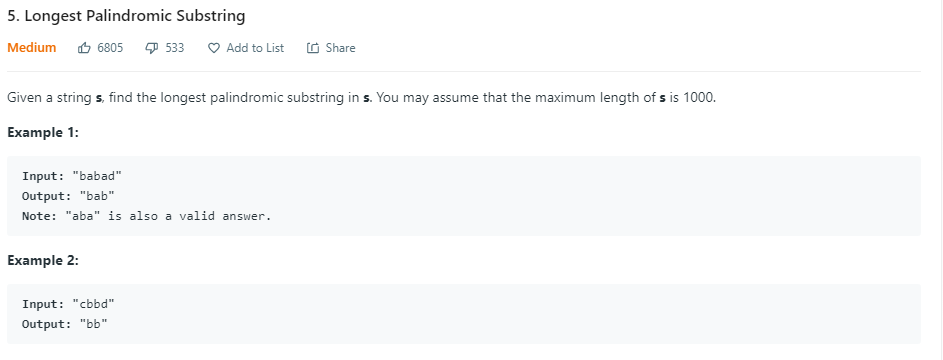 5. Longest Palindromic Substring
Medium 6805 533 Add to List Share
Given a string s, find the longest palindromic substring in s. You may assume that the maximum length of s is 1000.
Example 1:
Input: "babad"
Output: "bab"
Note: "aba" is also a valid answer.
Example 2:
Input: "cbbd"
Output: "bb"